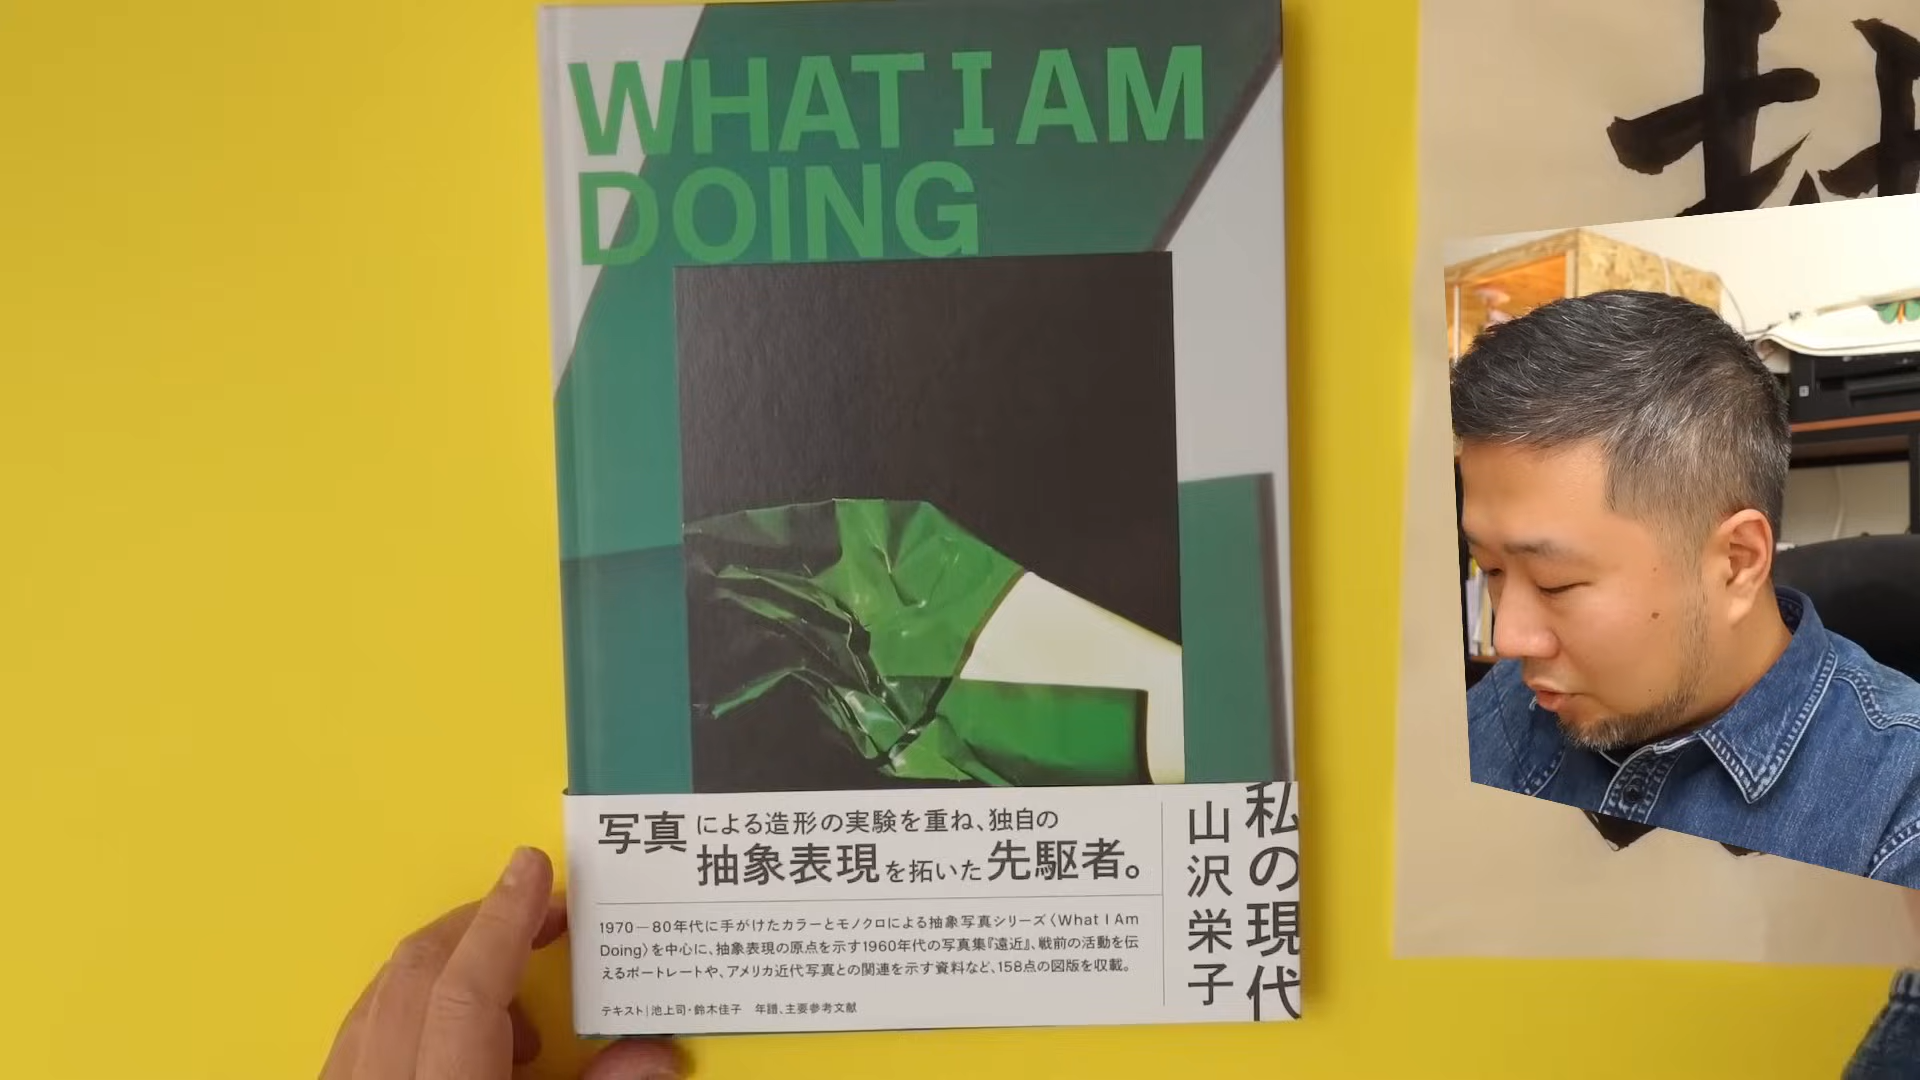 WHAT I AM
DOING
写真による造形の実験を重ね、独自の
抽象表現を拓いた先駆者。
1970—80年代に手がけたカラーとモノクロによる抽象写真シリーズ〈What I Am
Doing〉を中心に、抽象表現の原点を示す1960年代の写真集『遠近』、戦前の活動を伝
えるポートレートや、アメリカ近代写真との関連を示す資料など、158点の図版を収載。
テキスト|池上司・鈴木佳子　年譜、主要参考文献
私の現代
山沢栄子